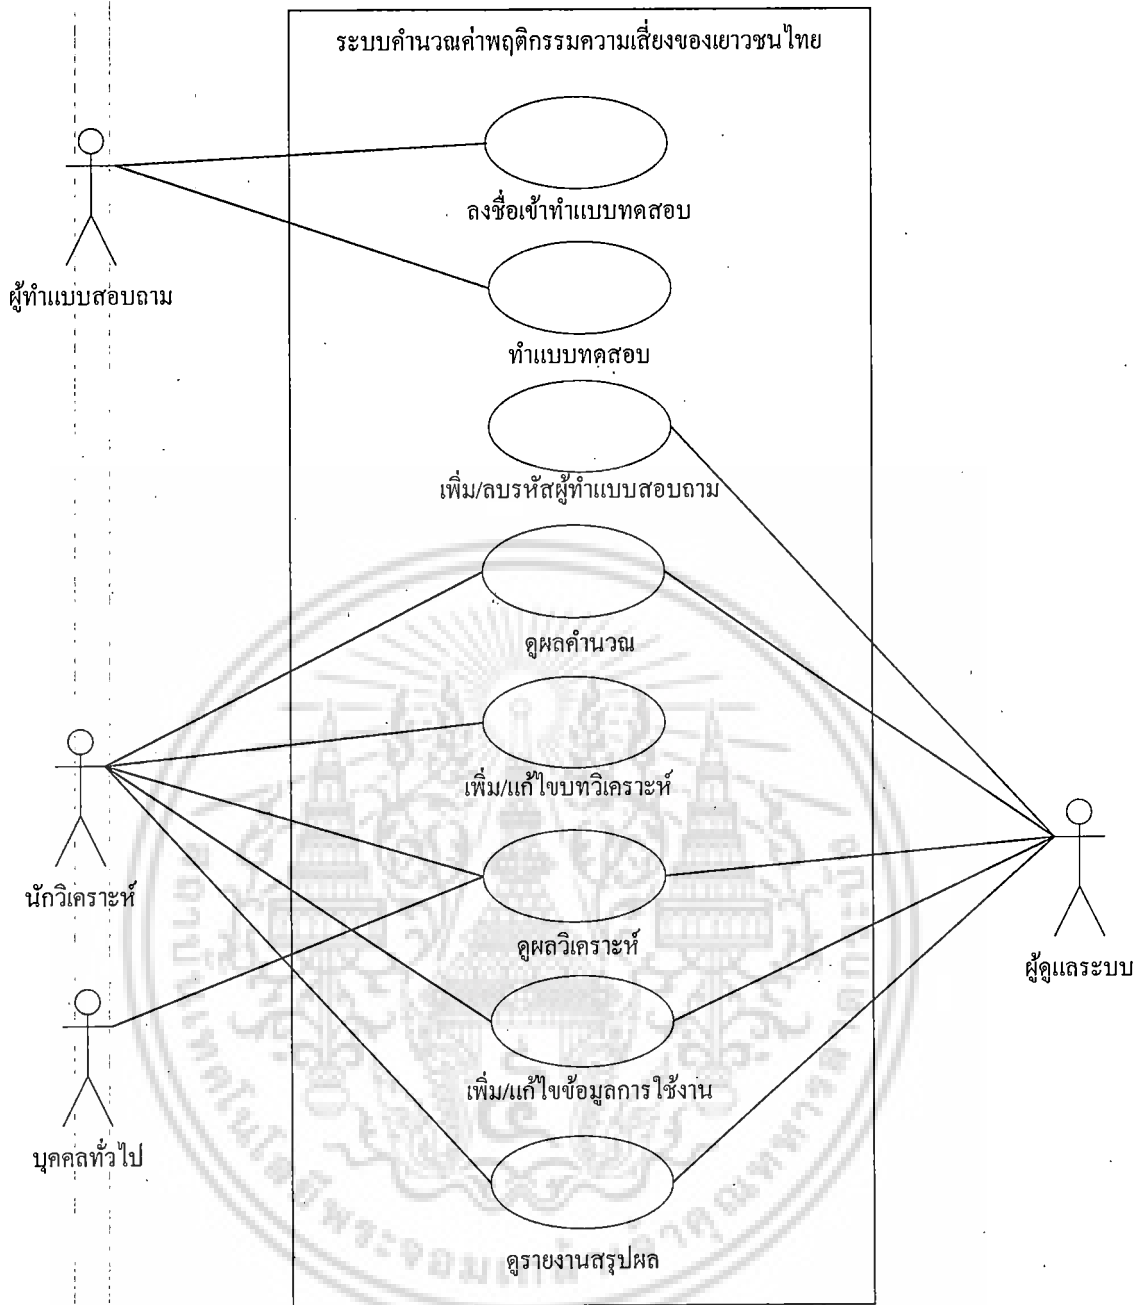 ระบบคำนวณค่าพฤติกรรมความเสี่ยงของเยาวชนไทย
ลงชื่อเข้าทำแบบทดสอบ
ผู้ทำแบบสอบถาม
ทำแบบทดสอบ
เพิ่ม/ลบรหัสผู้ทำแบบสอบถาม
ดูผลคำนวณ
เพิ่ม/แก้ไขบทวิเคราะห์
นักวิเคราะห์
ดูผลวิเคราะห์
ผู้ดูแลระบบ
เพิ่ม/แก้ไขข้อมูลการใช้งาน
บุคคลทั่วไป
ดูรายงานสรุปผล